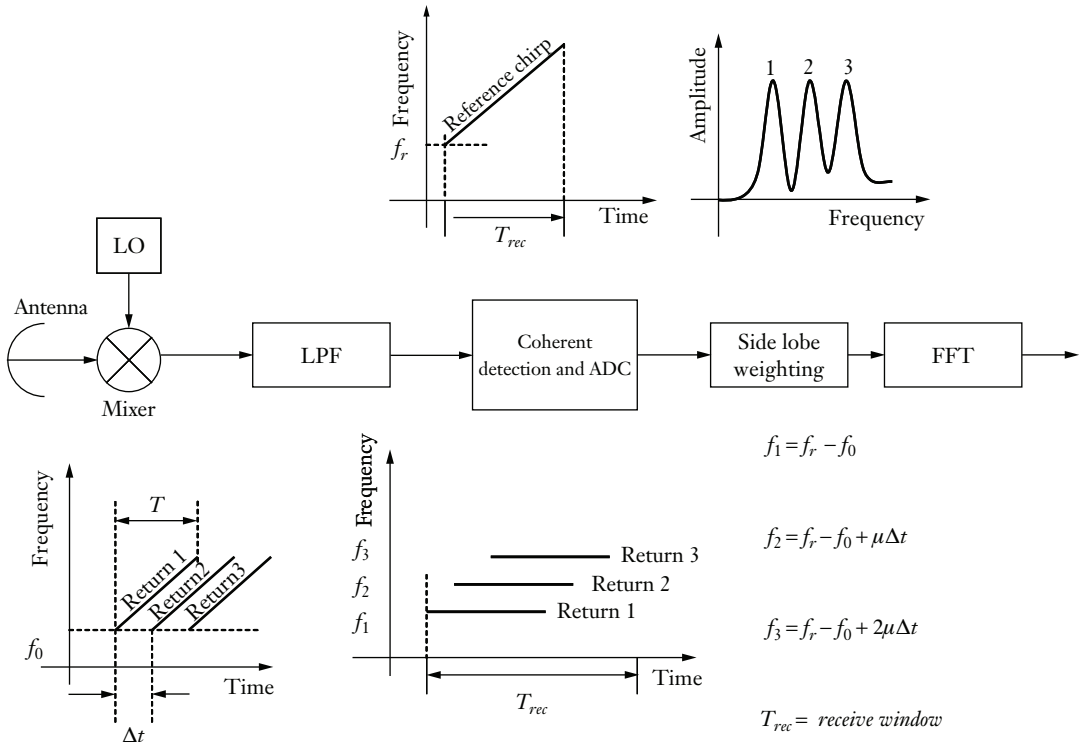 Frequency
Reference chirp
f_r
Time
T_rec
Amplitude
1 2 3
Frequency
LO
Antenna
Mixer
LPF
Coherent
detection and ADC
Side lobe
weighting
FFT
Frequency
T
Return 1
Return2
Return3
f_0
Time
Δt
Frequency
f_3
Return 3
f_2
Return 2
f_1
Return 1
Time
T_rec
f_1 = f_r − f_0
f_2 = f_r − f_0 + μΔt
f_3 = f_r − f_0 + 2μΔt
T_rec = receive window